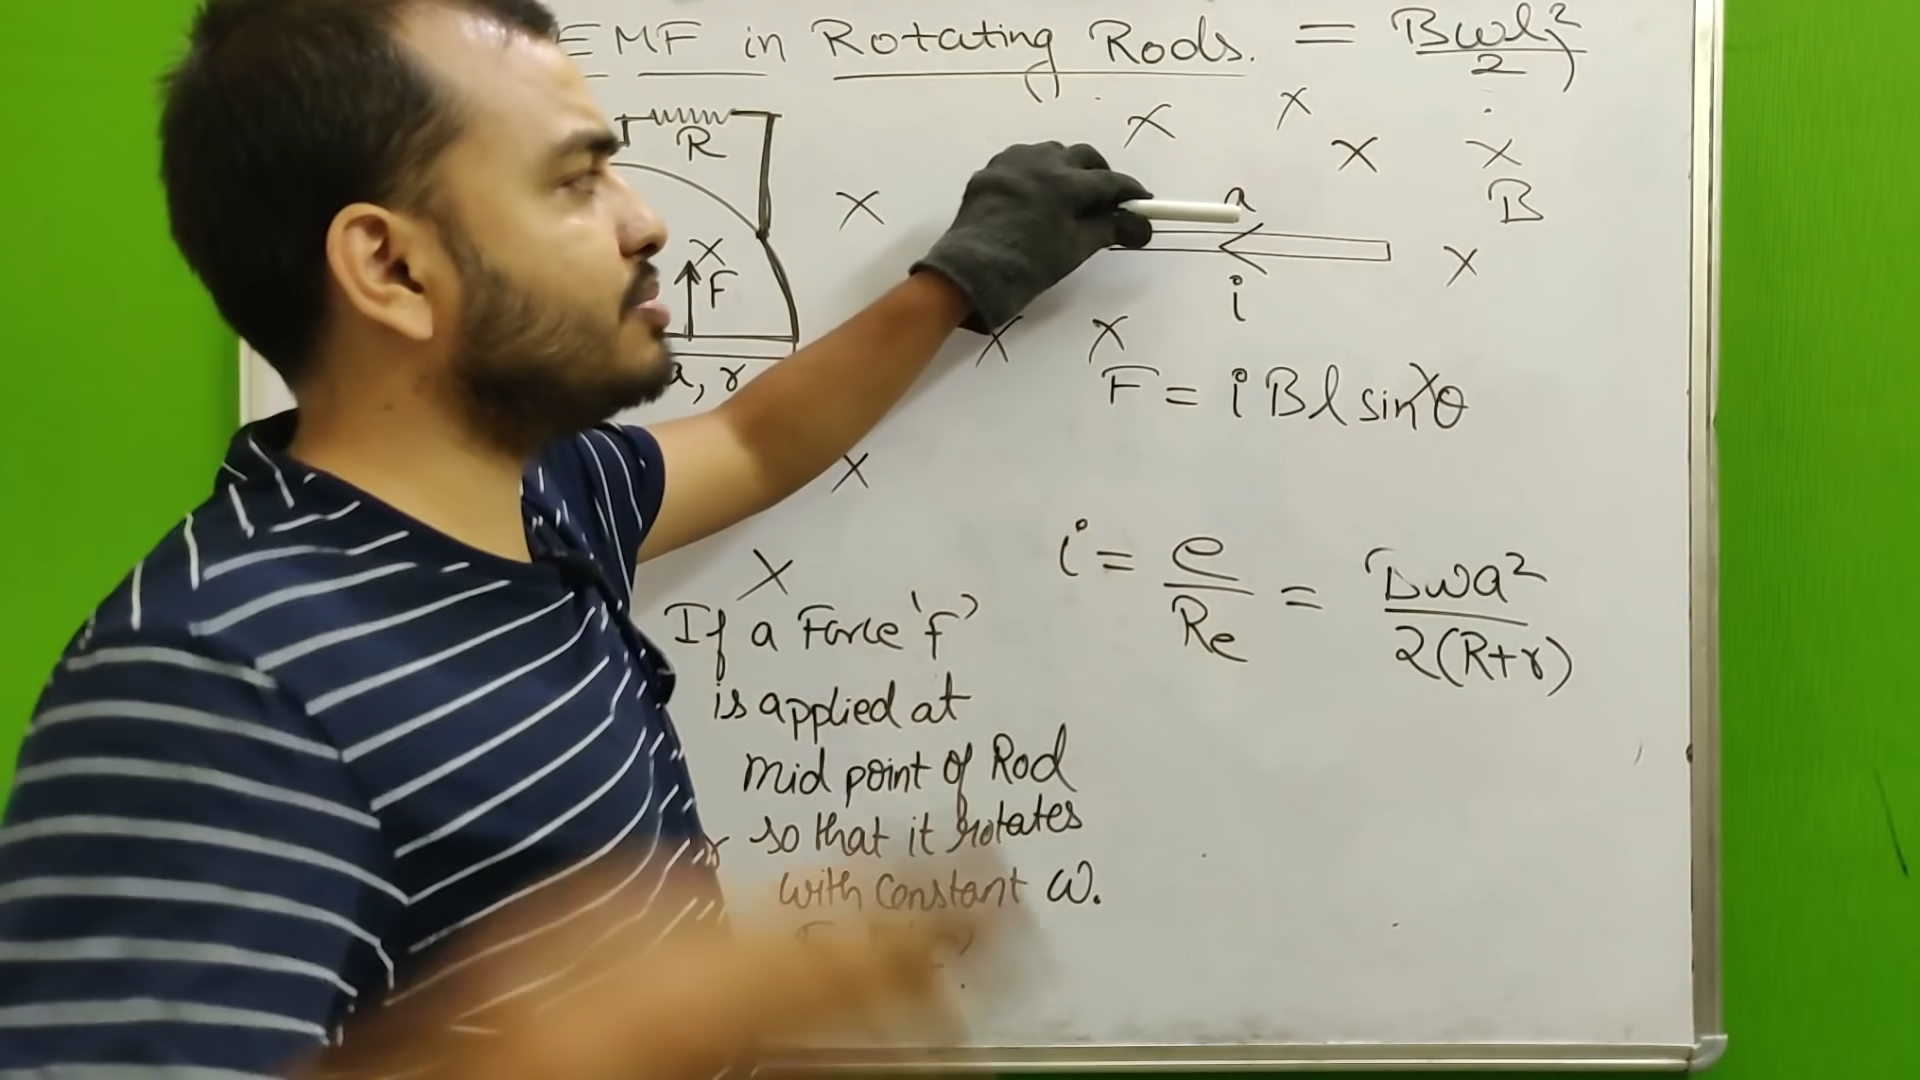 EMF in Rotating Rods. = Bωl²/2
R
X X X X
B
X
X
F
a
i
X
X X
a, r
F = i B l sin θ
X
X
X
i = e/Re = Bωa²/2(R+r)
If a Force 'f'
is applied at
mid point of Rod
so that it rotates
with constant ω.